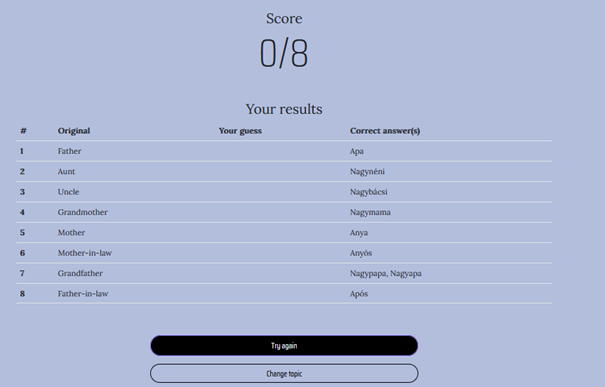 Score
0/8
Your results
# Original Your guess Correct answer(s)
1 Father Apa
2 Aunt Nagynéni
3 Uncle Nagybácsi
4 Grandmother Nagymama
5 Mother Anya
6 Mother-in-law Anyós
7 Grandfather Nagypapa, Nagyapa
8 Father-in-law Após
Try again
Change topic